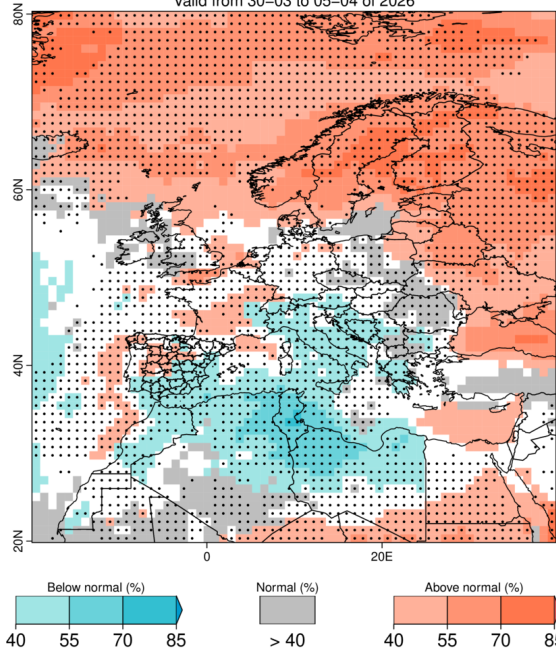 Valid from 30−03 to 05−04 of 2026
80N
60N
40N
20N
0
20E
Below normal (%)
Normal (%)
Above normal (%)
40
55
70
85
> 40
40
55
70